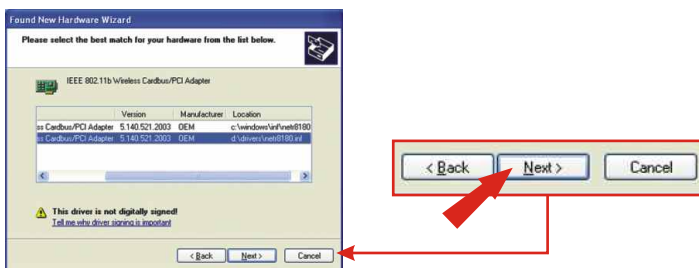 Found New Hardware Wizard
Please select the best match for your hardware from the list below.
IEEE 802.11b Wireless Cardbus/PCI Adapter
Version Manufacturer Location
ss Cardbus/PCI Adapter 5.140.521.2003 OEM c:\windows\inf\netr8180
ss Cardbus/PCI Adapter 5.140.521.2003 OEM d:\drivers\netr8180.inf
This driver is not digitally signed!
Tell me why driver signing is important
< Back Next > Cancel
< Back Next > Cancel